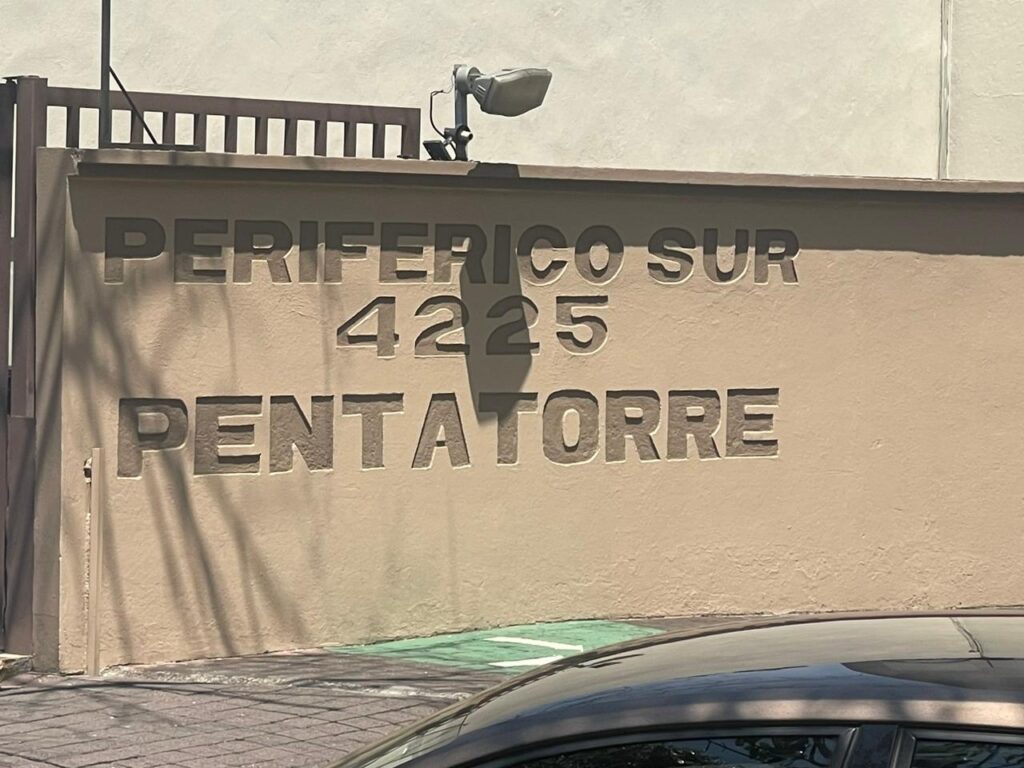 PERIFERICO SUR
4225
PENTATORRE